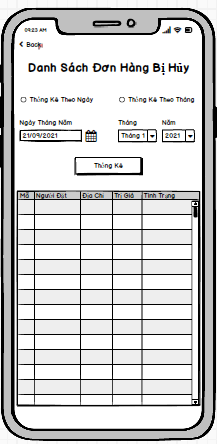 09:23 AM
Back
Danh Sách Đơn Hàng Bị Hủy
Thống Kê Theo Ngày
Thống Kê Theo Tháng
Ngày Tháng Năm
Tháng
Năm
21/09/2021
Tháng 1
2021
Thống Kê
Mã Người Đặt Địa Chỉ Trị Giá Tình Trạng